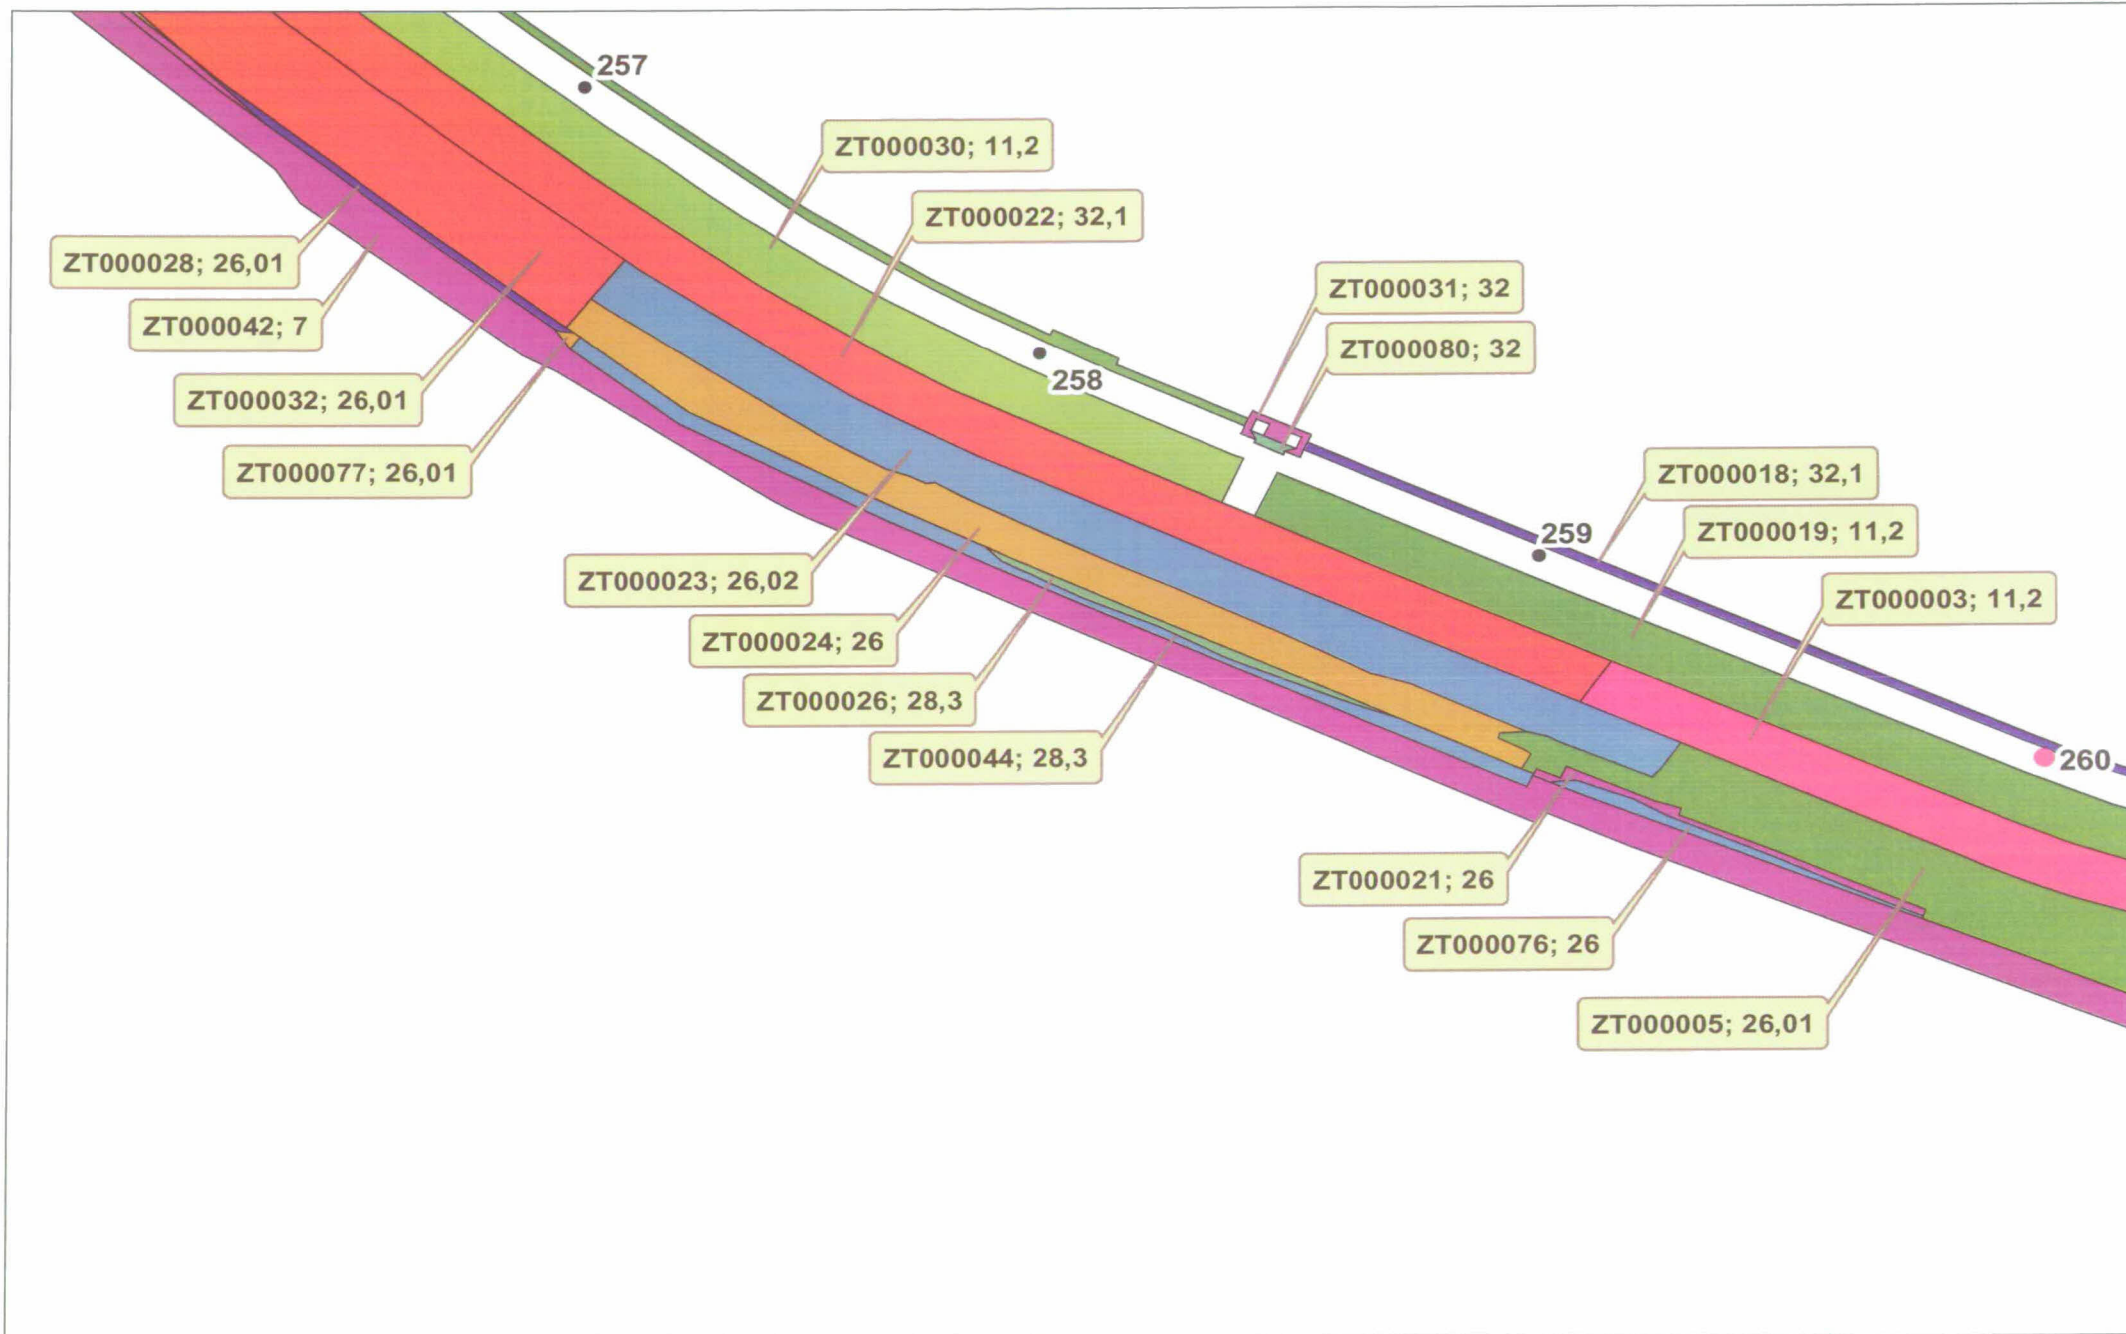 257
ZT000030; 11,2
ZT000022; 32,1
ZT000028; 26,01
ZT000031; 32
ZT000042; 7
ZT000080; 32
258
ZT000032; 26,01
ZT000077; 26,01
ZT000018; 32,1
259
ZT000019; 11,2
ZT000023; 26,02
ZT000003; 11,2
ZT000024; 26
ZT000026; 28,3
ZT000044; 28,3
260
ZT000021; 26
ZT000076; 26
ZT000005; 26,01